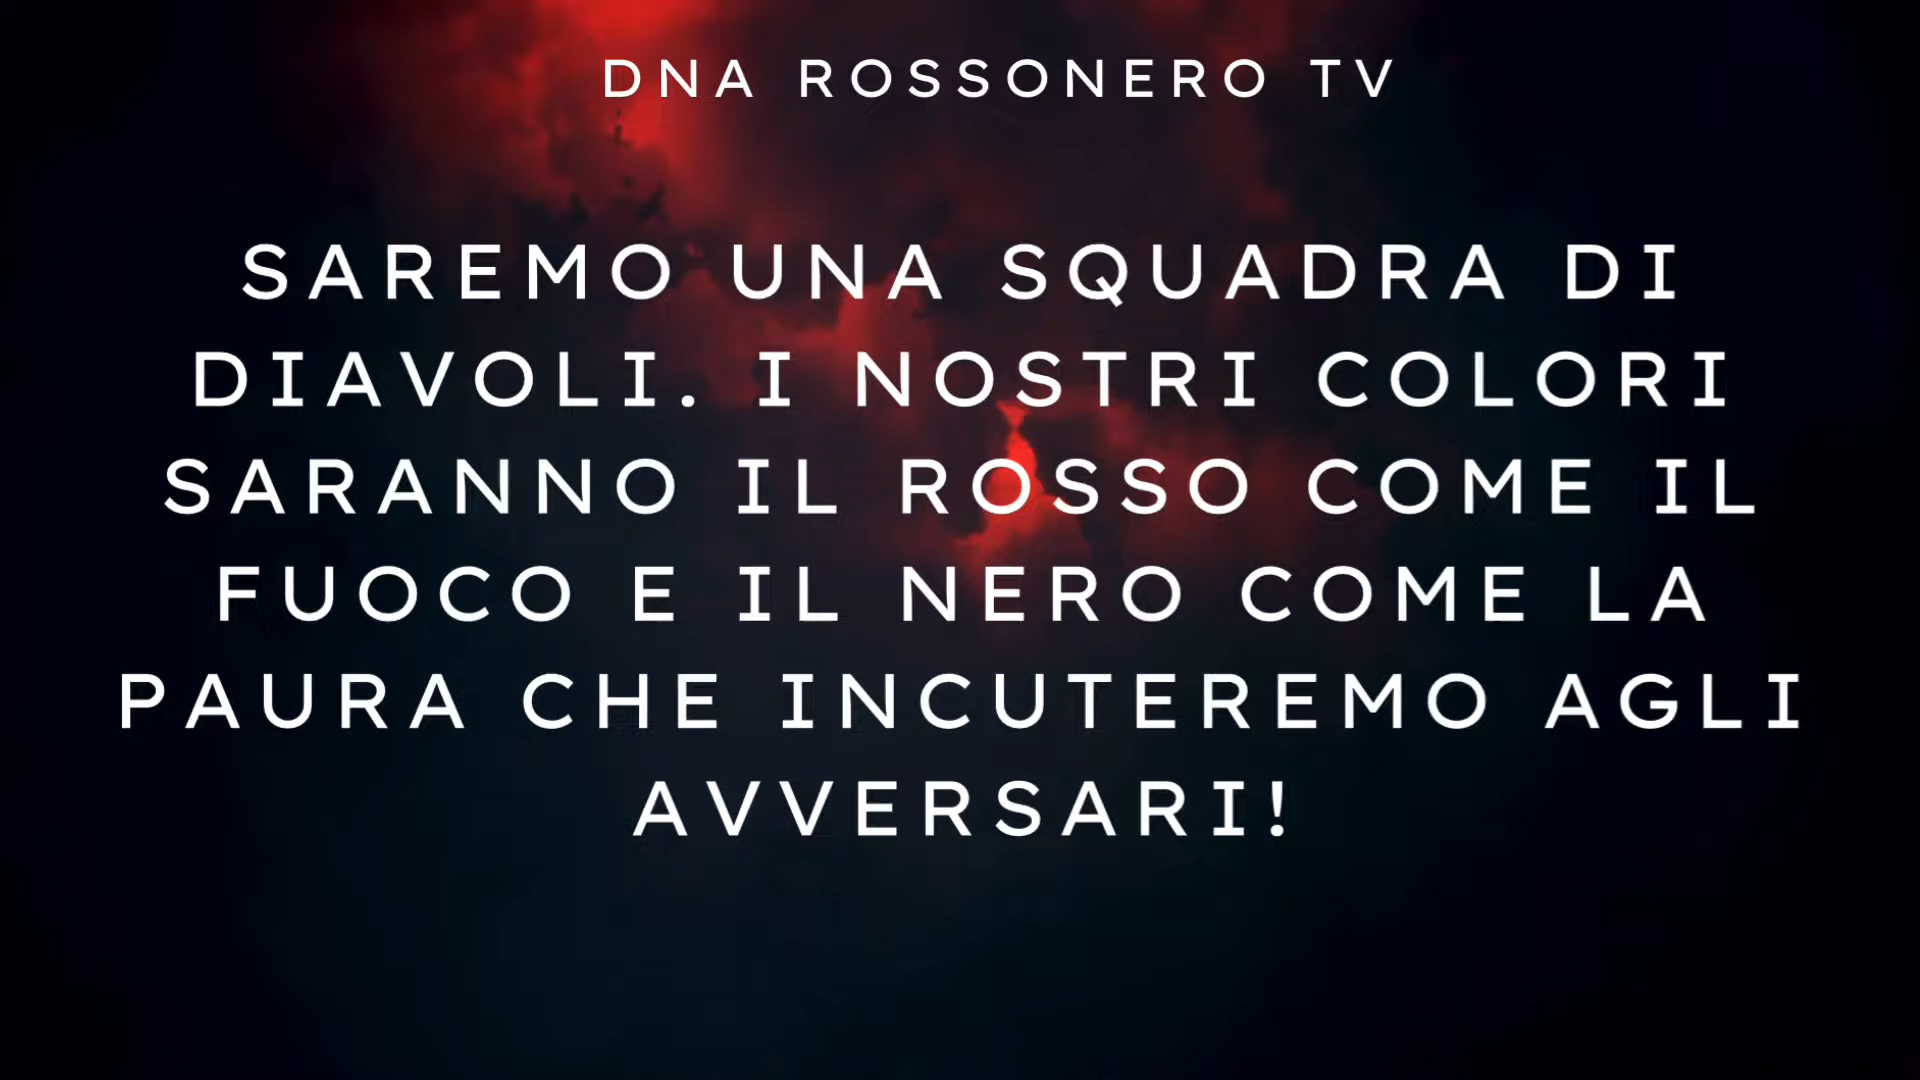 DNA ROSSONERO TV
SAREMO UNA SQUADRA DI
DIAVOLI. I NOSTRI COLORI
SARANNO IL ROSSO COME IL
FUOCO E IL NERO COME LA
PAURA CHE INCUTEREMO AGLI
AVVERSARI!